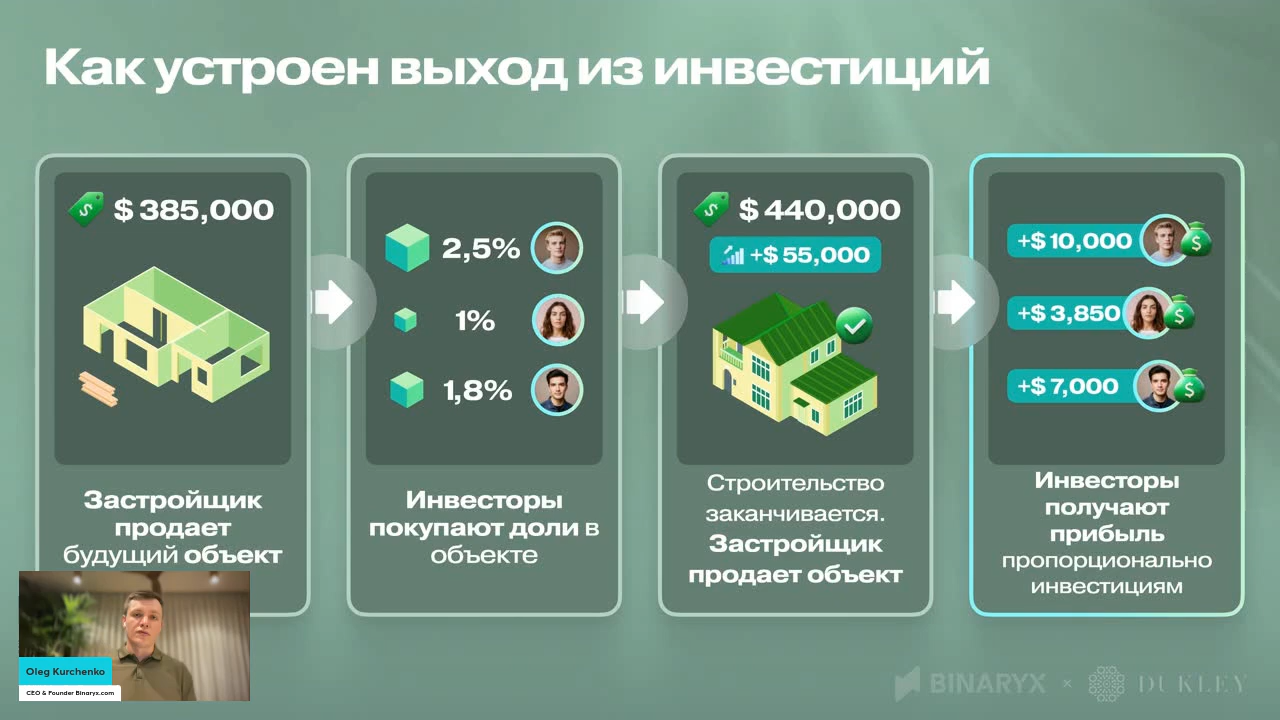 Как устроен выход из инвестиций
$ 385,000
Застройщик
продает
будущий объект
2,5%
1%
1,8%
Инвесторы
покупают доли в
объекте
$ 440,000
+$ 55,000
Строительство
заканчивается.
Застройщик
продает объект
+$ 10,000
+$ 3,850
+$ 7,000
Инвесторы
получают
прибыль
пропорционально
инвестициям
Oleg Kurchenko
CEO & Founder Binaryx.com
BINARYX × DUKLEY